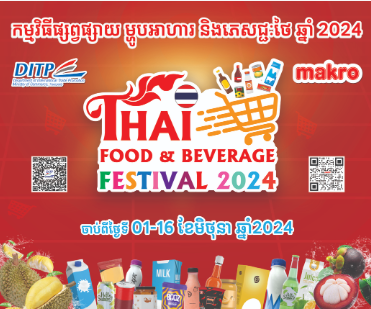 កម្មវិធីផ្សព្វផ្សាយ ម្ហូបអាហារ និងភេសជ្ជៈថៃ ឆ្នាំ 2024
DITP
makro
THAI
FOOD & BEVERAGE
FESTIVAL 2024
ចាប់ពីថ្ងៃទី 01-16 ខែមិថុនា ឆ្នាំ2024
MILK